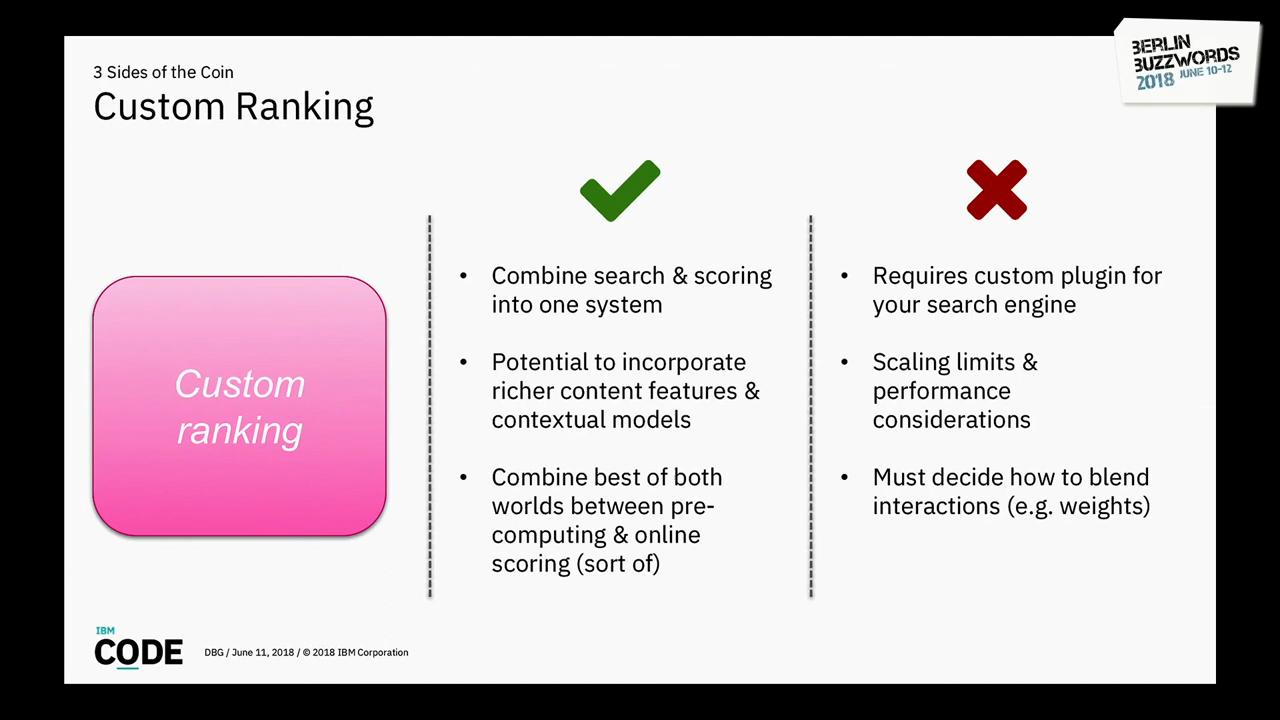 BERLIN
BUZZWORDS
2018 JUNE 10-12
3 Sides of the Coin
Custom Ranking
Custom
ranking
• Combine search & scoring
into one system
• Potential to incorporate
richer content features &
contextual models
• Combine best of both
worlds between pre-
computing & online
scoring (sort of)
• Requires custom plugin for
your search engine
• Scaling limits &
performance
considerations
• Must decide how to blend
interactions (e.g. weights)
IBM
CODE
DBG / June 11, 2018 / © 2018 IBM Corporation